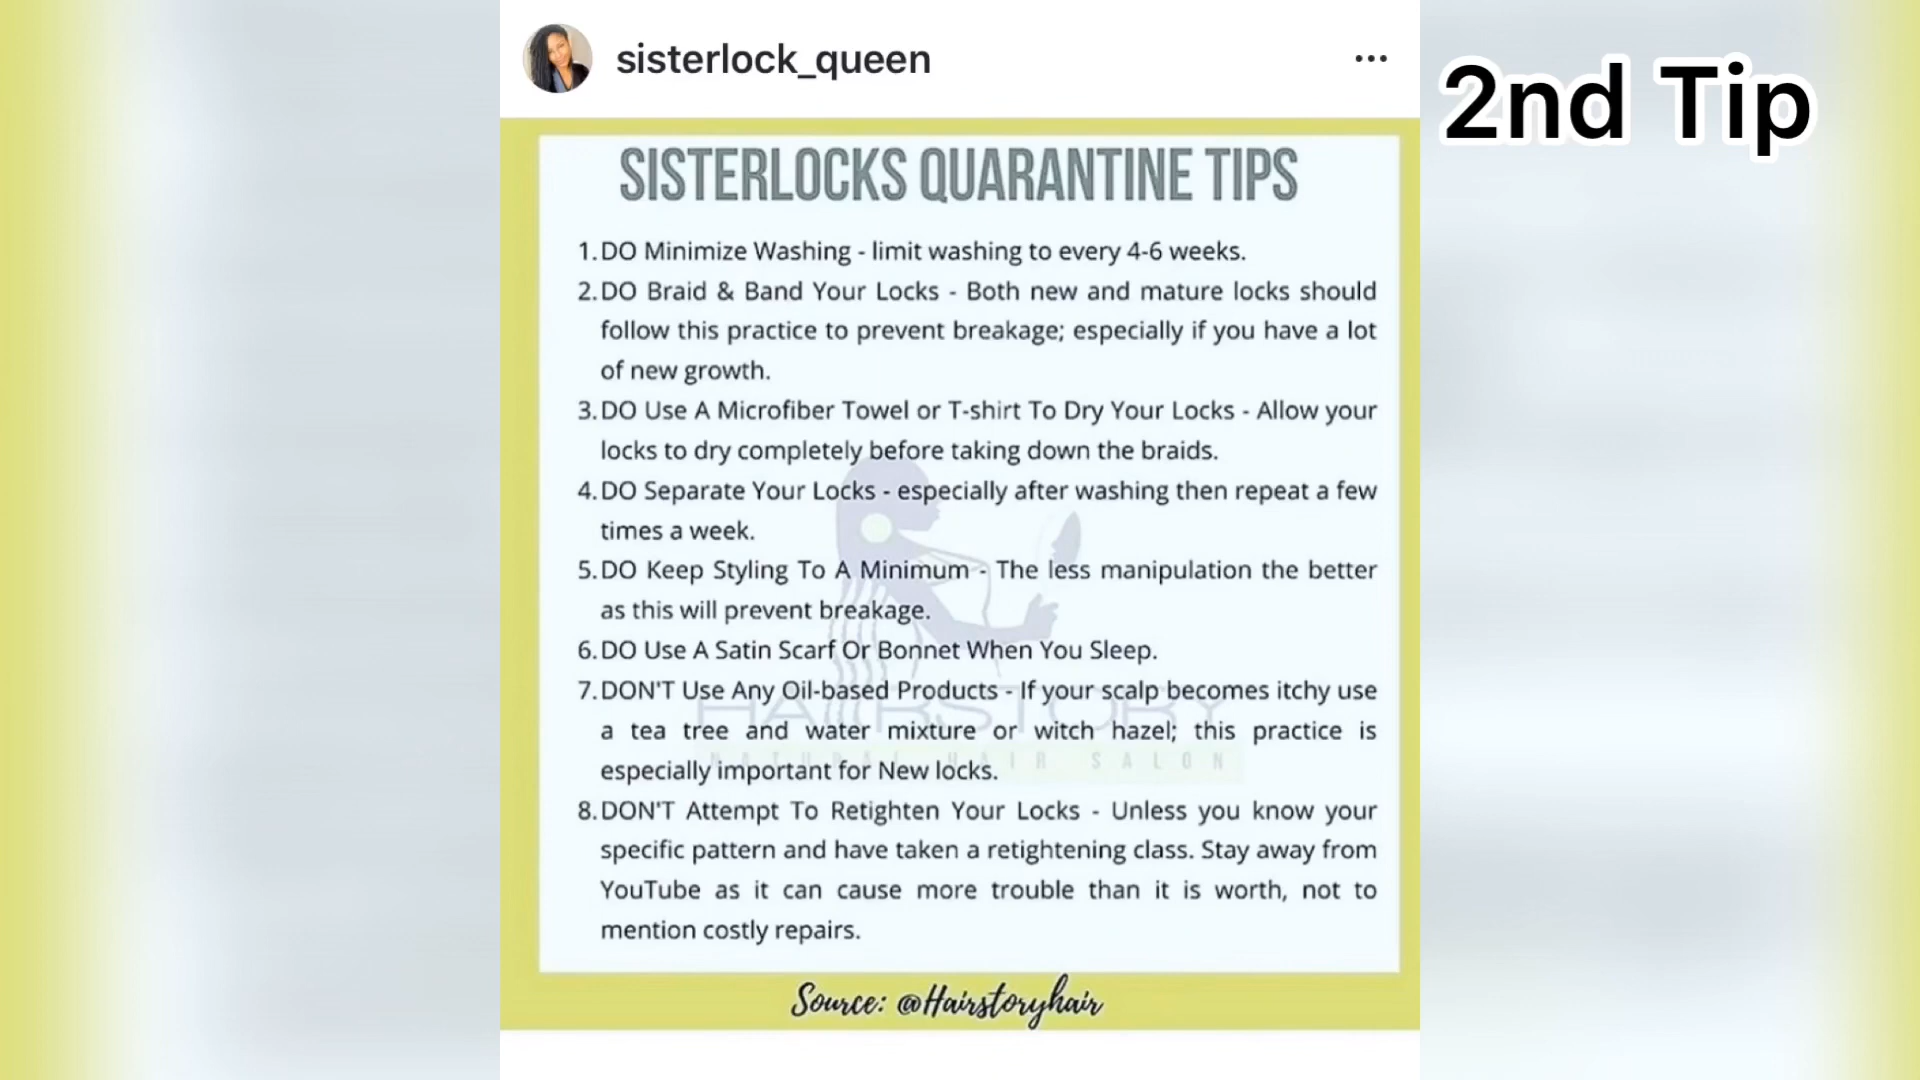 sisterlock_queen
2nd Tip
SISTERLOCKS QUARANTINE TIPS
1. DO Minimize Washing - limit washing to every 4-6 weeks.
2. DO Braid & Band Your Locks - Both new and mature locks should
follow this practice to prevent breakage; especially if you have a lot
of new growth.
3. DO Use A Microfiber Towel or T-shirt To Dry Your Locks - Allow your
locks to dry completely before taking down the braids.
4. DO Separate Your Locks - especially after washing then repeat a few
times a week.
5. DO Keep Styling To A Minimum - The less manipulation the better
as this will prevent breakage.
6. DO Use A Satin Scarf Or Bonnet When You Sleep.
7. DON'T Use Any Oil-based Products - If your scalp becomes itchy use
a tea tree and water mixture or witch hazel; this practice is
especially important for New locks.
8. DON'T Attempt To Retighten Your Locks - Unless you know your
specific pattern and have taken a retightening class. Stay away from
YouTube as it can cause more trouble than it is worth, not to
mention costly repairs.
HAIRSTORY
NATURAL HAIR SALON
Source: @Hairstoryhair